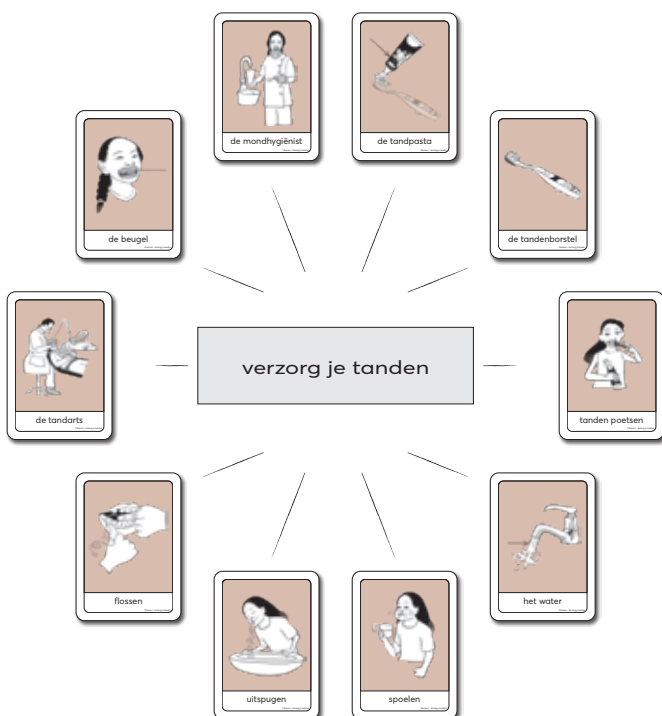 de mondhygiënist
de tandpasta
de beugel
de tandenborstel
de tandarts
verzorg je tanden
tanden poetsen
flossen
het water
uitspugen
spoelen